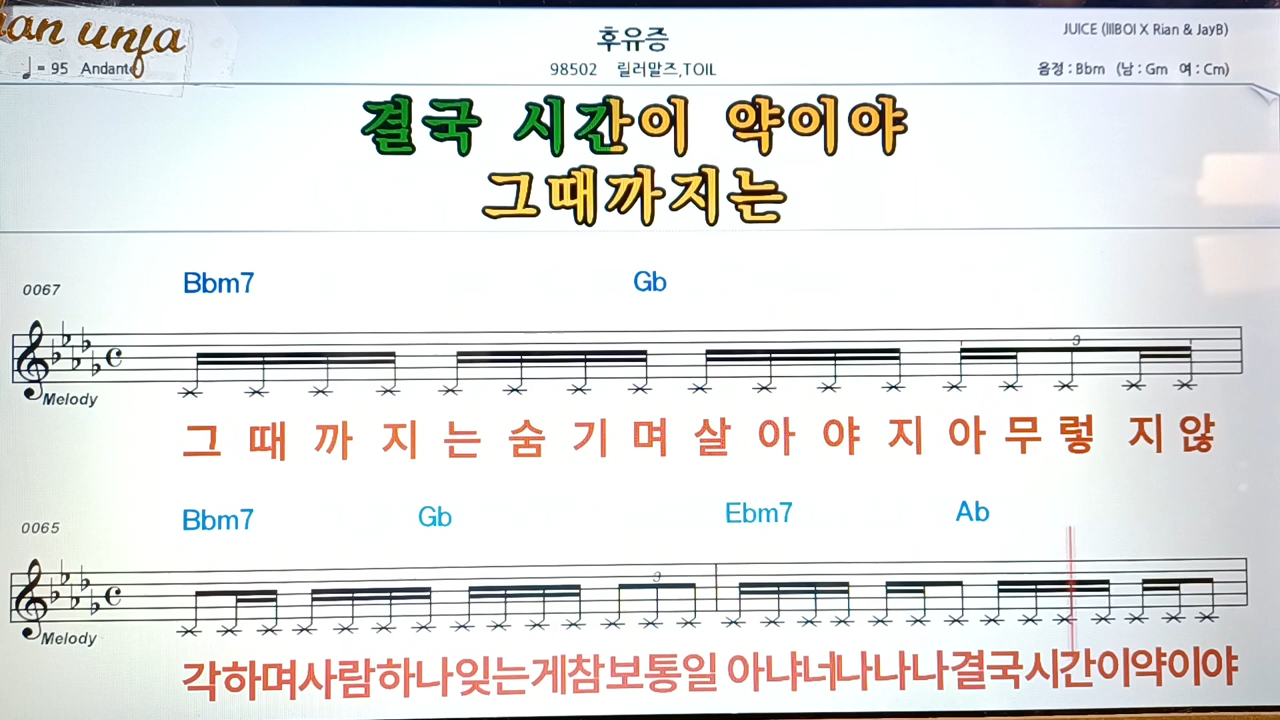 후유증
JUICE (lIlBOI X Rian & JayB)
♩ = 95 Andante
98502 릴러말즈,TOIL
음정 : Bbm (남 : Gm 여 : Cm)
결국 시간이 약이야
그때까지는
0067 Bbm7 Gb
3
Melody
그 때 까 지 는 숨 기 며 살 아 야 지 아 무 렇 지 않
0065 Bbm7 Gb Ebm7 Ab
3
Melody
각하며사람하나잊는게참보통일 아냐너나나나결국시간이약이야